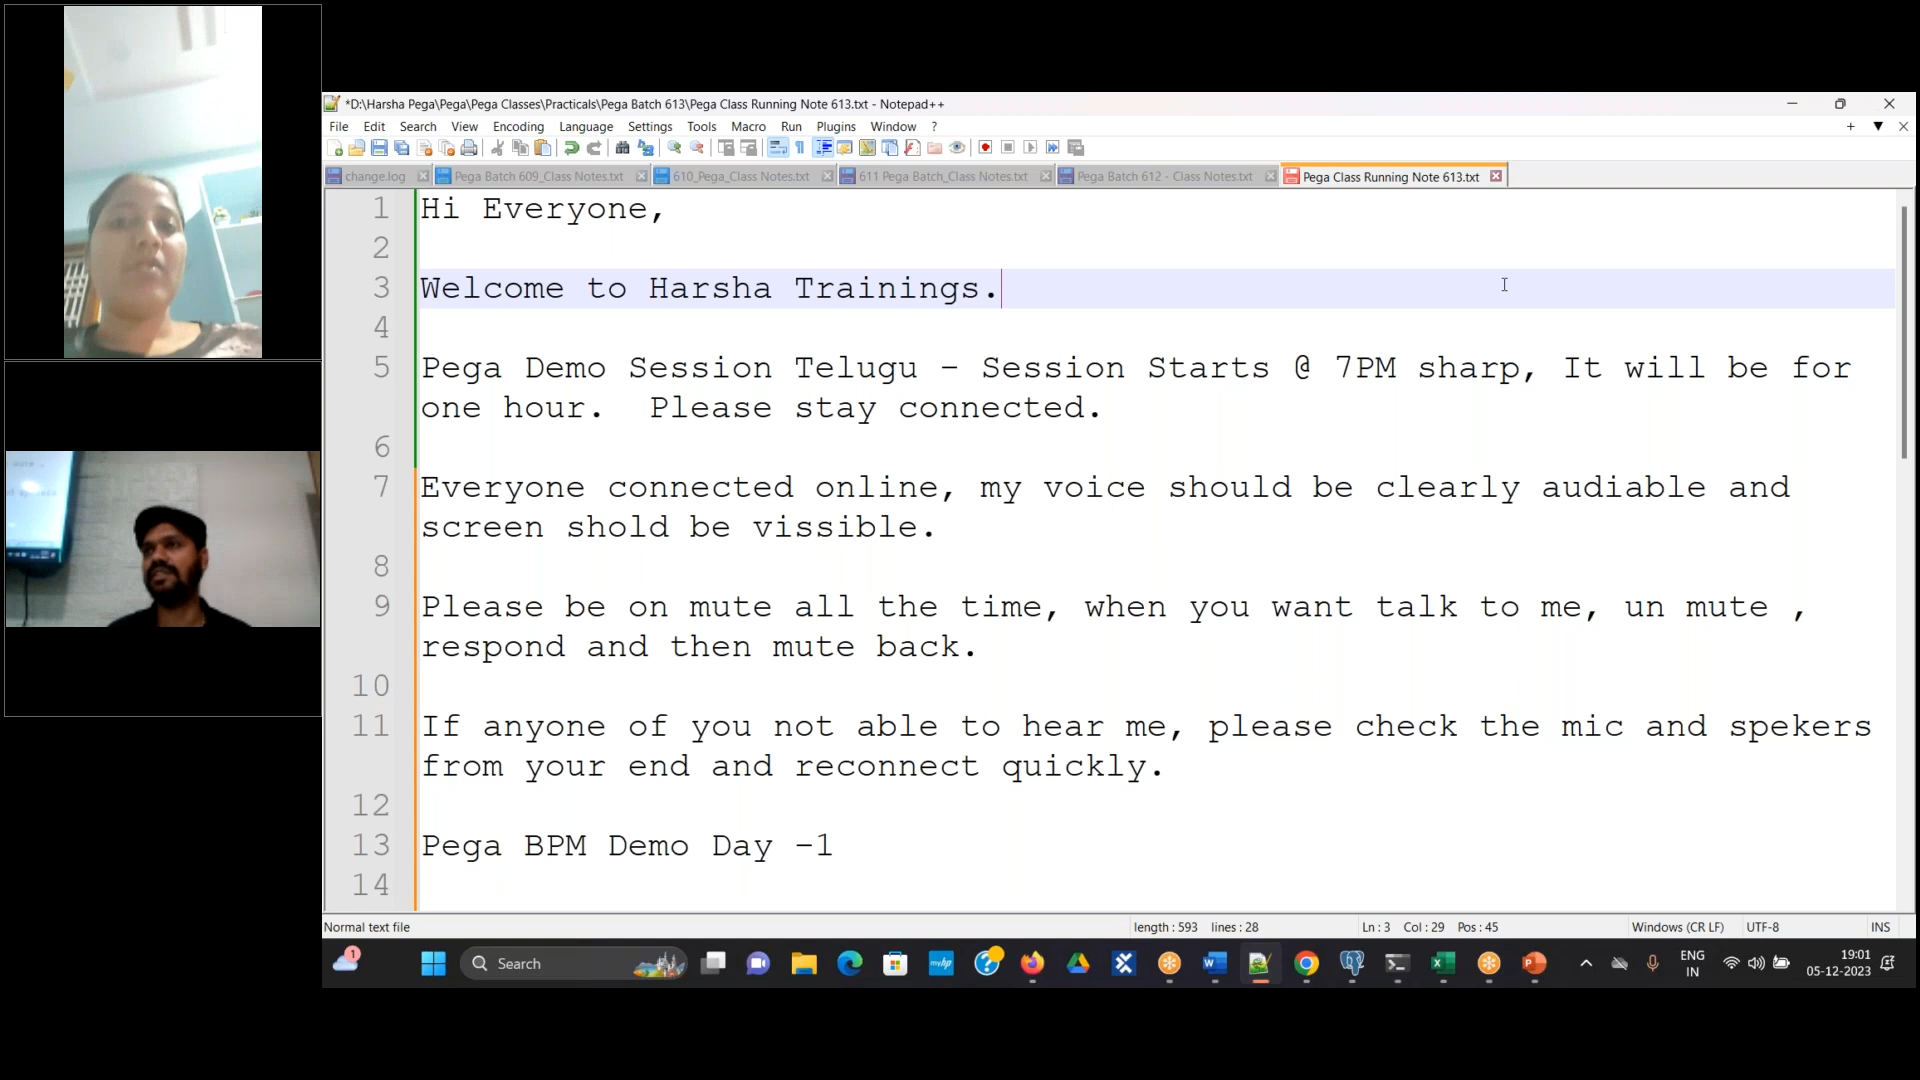 *D:\Harsha Pega\Pega\Pega Classes\Practicals\Pega Batch 613\Pega Class Running Note 613.txt - Notepad++
File Edit Search View Encoding Language Settings Tools Macro Run Plugins Window ?
change.log Pega Batch 609_Class Notes.txt 610_Pega_Class Notes.txt 611 Pega Batch_Class Notes.txt Pega Batch 612 - Class Notes.txt Pega Class Running Note 613.txt
1 Hi Everyone,
2
3 Welcome to Harsha Trainings.
4
5 Pega Demo Session Telugu - Session Starts @ 7PM sharp, It will be for
one hour.  Please stay connected.
6
7 Everyone connected online, my voice should be clearly audiable and
screen shold be vissible.
8
9 Please be on mute all the time, when you want talk to me, un mute ,
respond and then mute back.
10
11 If anyone of you not able to hear me, please check the mic and spekers
from your end and reconnect quickly.
12
13 Pega BPM Demo Day -1
14
Normal text file length : 593 lines : 28 Ln : 3 Col : 29 Pos : 45 Windows (CR LF) UTF-8 INS
1 Search myhp ENG 19:01
IN 05-12-2023